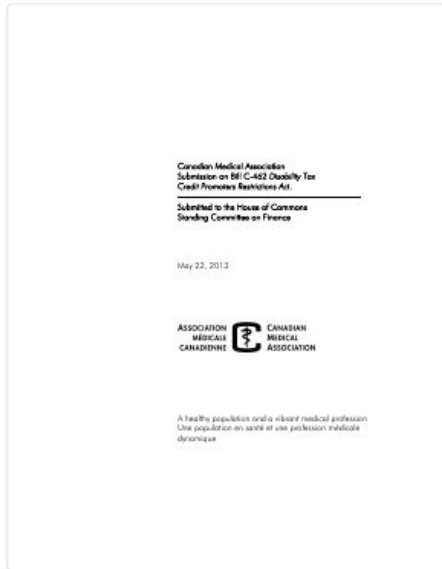 Canadian Medical Association
Submission on Bill C-462 Disability Tax
Credit Promoters Restrictions Act.
Submitted to the House of Commons
Standing Committee on Finance
May 22, 2013
ASSOCIATION
MÉDICALE
CANADIENNE
CANADIAN
MEDICAL
ASSOCIATION
A healthy population and a vibrant medical profession
Une population en santé et une profession médicale
dynamique